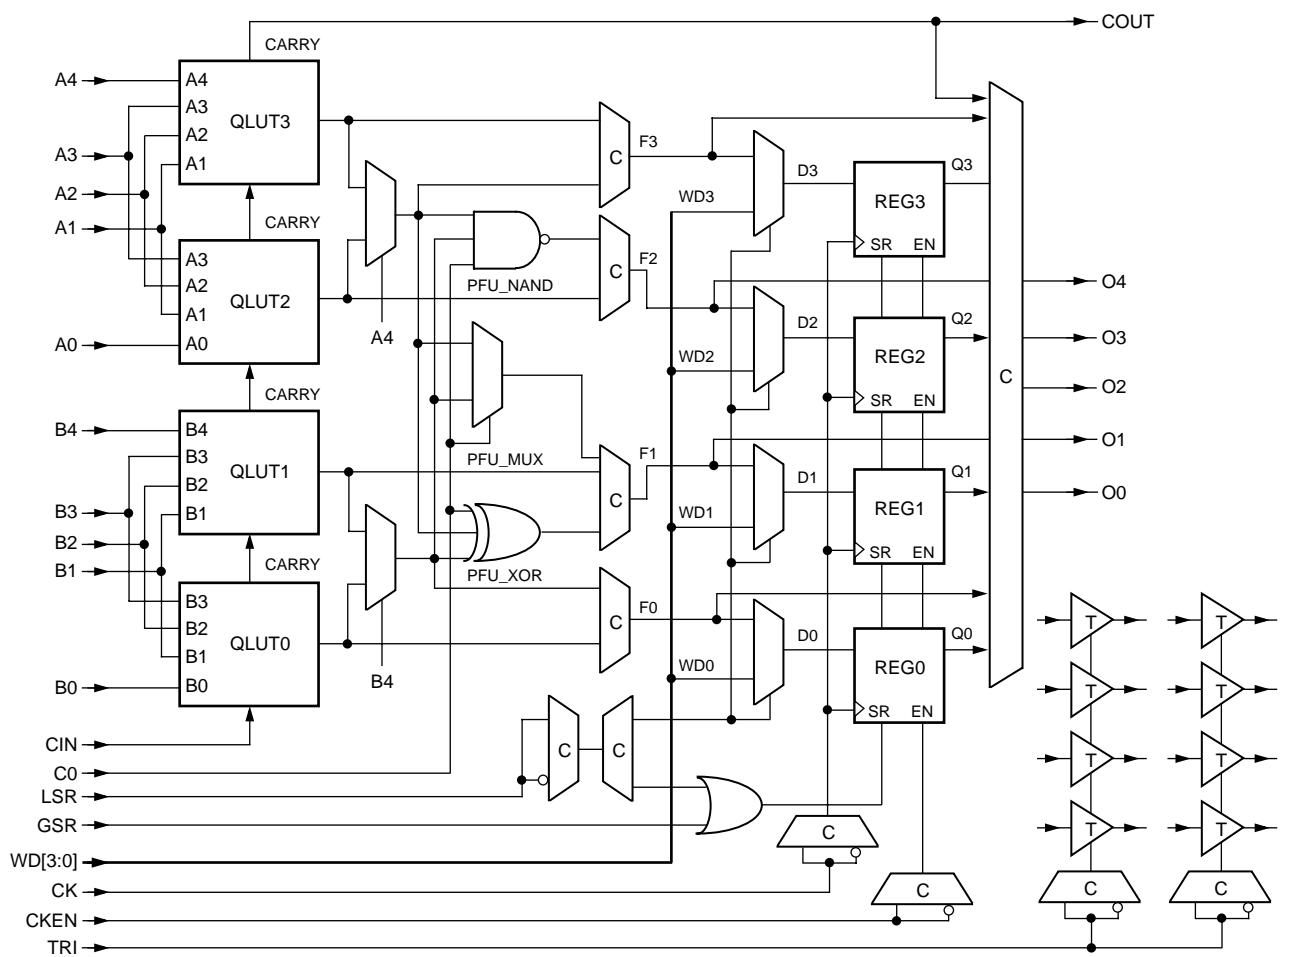 COUT
CARRY
A4
A4
A3
QLUT3
A2
A3
A1
A2
A1
CARRY
A3
A2
QLUT2
A1
A0
A0
CARRY
B4
B4
B3
QLUT1
B2
B3
B1
B2
B1
CARRY
B3
B2
QLUT0
B1
B0
B0
CIN
C0
LSR
GSR
WD[3:0]
CK
CKEN
TRI
A4
B4
PFU_NAND
PFU_MUX
PFU_XOR
C
F3
C
F2
C
F1
C
F0
C
C
WD3
WD2
WD1
WD0
D3
D2
D1
D0
REG3
SR EN
REG2
SR EN
REG1
SR EN
REG0
SR EN
Q3
Q2
Q1
Q0
C
C
C
O4
O3
O2
O1
O0
T T
T T
T T
T T
C C